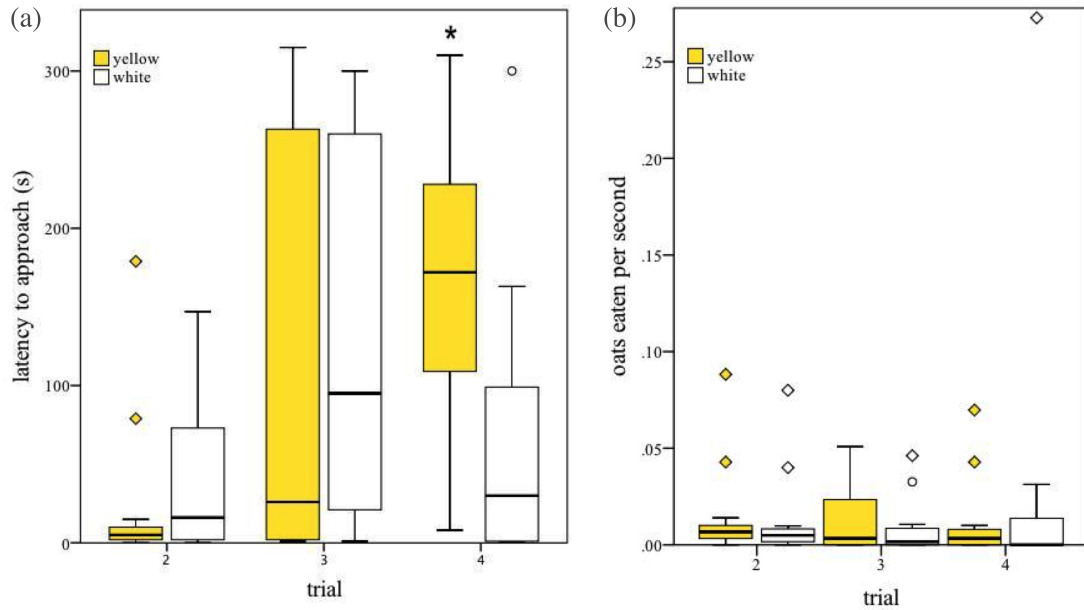 (a)
yellow
white
*
300
200
100
0
latency to approach (s)
2 3 4
trial
(b)
yellow
white
.25
.20
.15
.10
.05
.00
oats eaten per second
2 3 4
trial